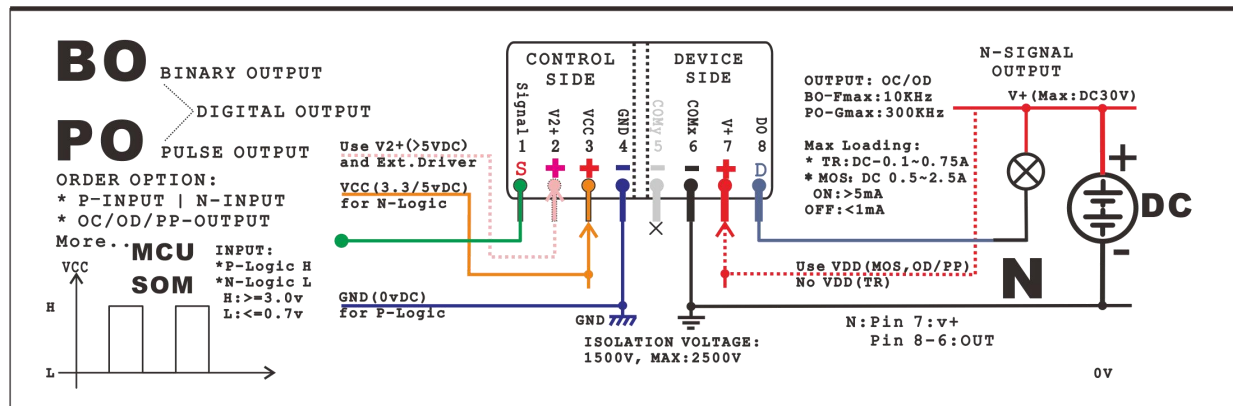 BO
BINARY OUTPUT
DIGITAL OUTPUT
PO
PULSE OUTPUT
ORDER OPTION:
* P-INPUT | N-INPUT
* OC/OD/PP-OUTPUT
More..
MCU
SOM
INPUT:
*P-Logic H
*N-Logic L
H:>=3.0v
L:<=0.7v
VCC
H
L
Use V2+(>5VDC)
and Ext.Driver
VCC(3.3/5vDC)
for N-Logic
GND(0vDC)
for P-Logic
CONTROL
SIDE
DEVICE
SIDE
Signal 1
V2+ 2
VCC 3
GND 4
COMy 5
COMx 6
V+ 7
DO 8
S
D
GND
ISOLATION VOLTAGE:
1500V, MAX:2500V
OUTPUT: OC/OD
BO-Fmax:10KHz
PO-Gmax:300KHz
Max Loading:
* TR:DC-0.1~0.75A
* MOS: DC 0.5~2.5A
ON:>5mA
OFF:<1mA
N-SIGNAL
OUTPUT
V+(Max:DC30V)
DC
Use VDD(MOS,OD/PP)
No VDD(TR)
N
N:Pin 7:v+
Pin 8-6:OUT
0V